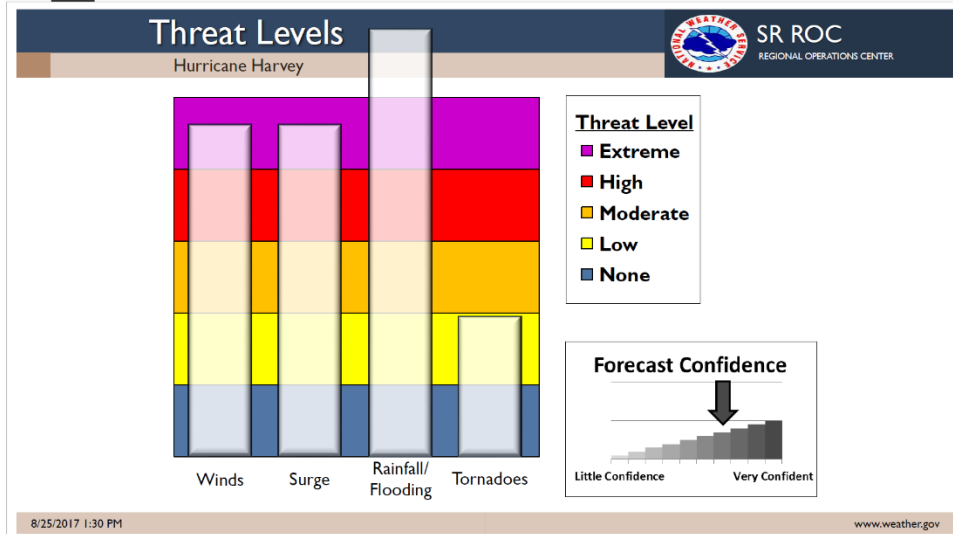 Threat Levels
Hurricane Harvey
NATIONAL WEATHER SERVICE
SR ROC
REGIONAL OPERATIONS CENTER
Threat Level
Extreme
High
Moderate
Low
None
Winds
Surge
Rainfall/
Flooding
Tornadoes
Forecast Confidence
Little Confidence
Very Confident
8/25/2017 1:30 PM
www.weather.gov